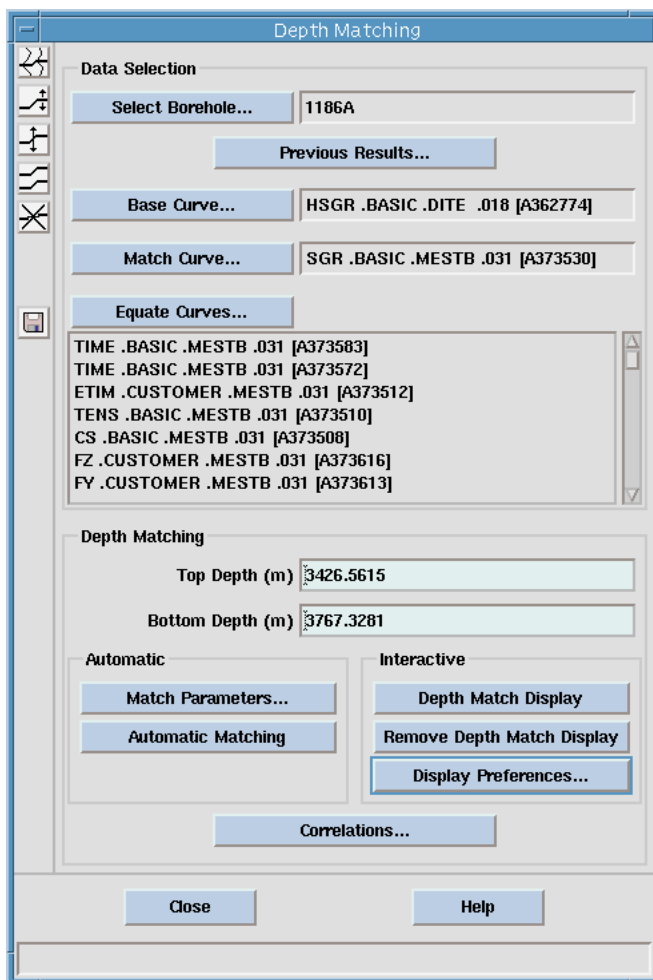 Depth Matching
Data Selection
Select Borehole... 1186A
Previous Results...
Base Curve... HSGR .BASIC .DITE .018 [A362774]
Match Curve... SGR .BASIC .MESTB .031 [A373530]
Equate Curves...
TIME .BASIC .MESTB .031 [A373583]
TIME .BASIC .MESTB .031 [A373572]
ETIM .CUSTOMER .MESTB .031 [A373512]
TENS .BASIC .MESTB .031 [A373510]
CS .BASIC .MESTB .031 [A373508]
FZ .CUSTOMER .MESTB .031 [A373616]
FY .CUSTOMER .MESTB .031 [A373613]
Depth Matching
Top Depth (m) 3426.5615
Bottom Depth (m) 3767.3281
Automatic Interactive
Match Parameters... Depth Match Display
Automatic Matching Remove Depth Match Display
Display Preferences...
Correlations...
Close Help